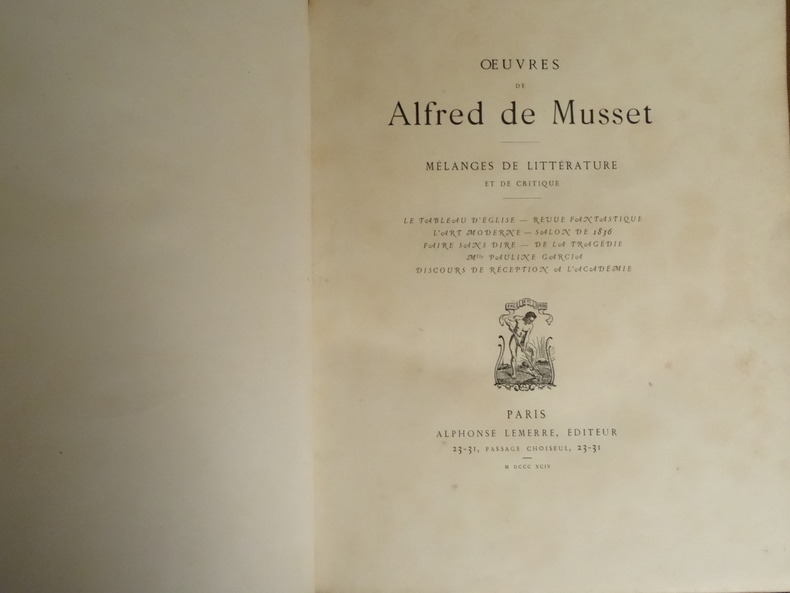 ŒUVRES
DE
Alfred de Musset
MÉLANGES DE LITTÉRATURE
ET DE CRITIQUE
LE TABLEAU D'ÉGLISE — REVUE FANTASTIQUE
L'ART MODERNE — SALON DE 1836
FAIRE SANS DIRE — DE LA TRAGÉDIE
Mlle PAULINE GARCIA
DISCOURS DE RÉCEPTION A L'ACADÉMIE
PARIS
ALPHONSE LEMERRE, EDITEUR
23-31, PASSAGE CHOISEUL, 23-31
M DCCC XCIV